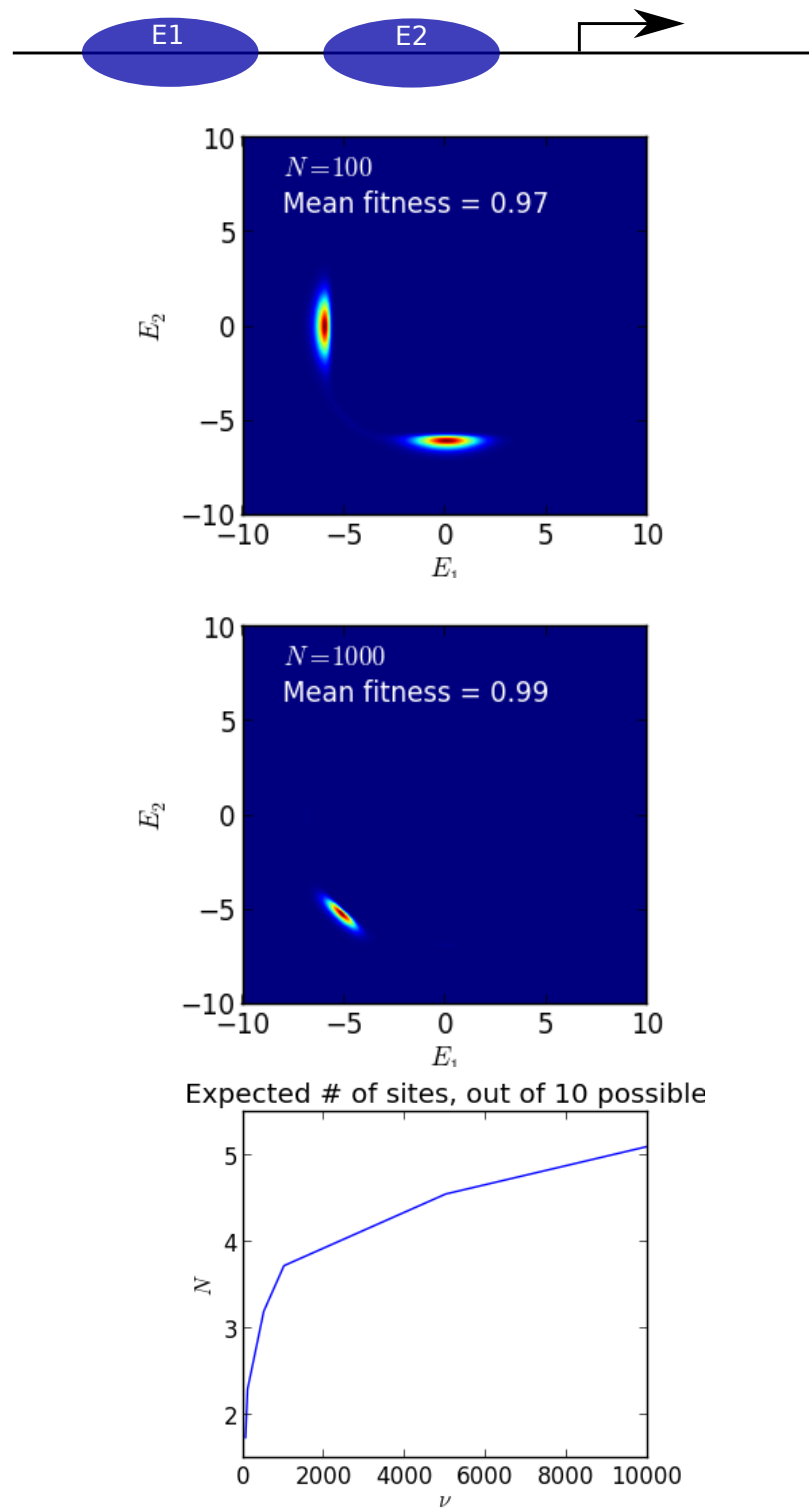 E1 E2
10
N=100
Mean fitness = 0.97
5
E₂
0
−5
−10
−10 −5 0 5 10
E₁
10
N=1000
Mean fitness = 0.99
5
E₂
0
−5
−10
−10 −5 0 5 10
E₁
Expected # of sites, out of 10 possible
5
4
N
3
2
0 2000 4000 6000 8000 10000
ν